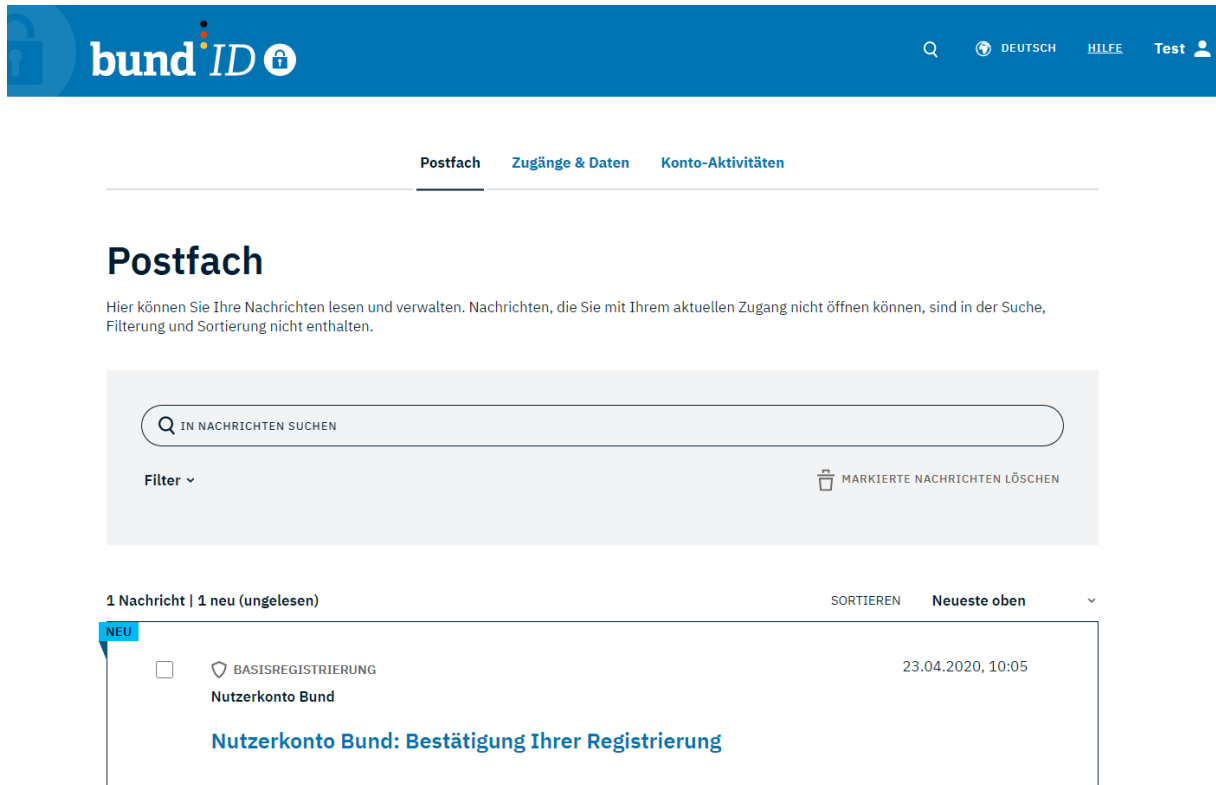 bund ID
DEUTSCH
HILFE
Test
Postfach
Zugänge & Daten
Konto-Aktivitäten
Postfach
Hier können Sie Ihre Nachrichten lesen und verwalten. Nachrichten, die Sie mit Ihrem aktuellen Zugang nicht öffnen können, sind in der Suche,
Filterung und Sortierung nicht enthalten.
IN NACHRICHTEN SUCHEN
Filter
MARKIERTE NACHRICHTEN LÖSCHEN
1 Nachricht | 1 neu (ungelesen)
SORTIEREN
Neueste oben
NEU
BASISREGISTRIERUNG
23.04.2020, 10:05
Nutzerkonto Bund
Nutzerkonto Bund: Bestätigung Ihrer Registrierung